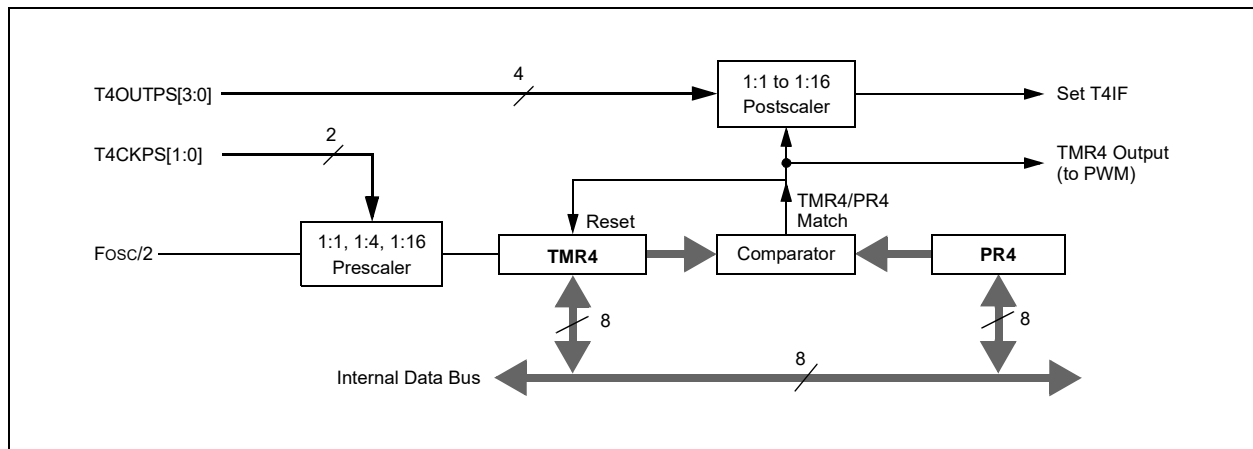 4
1:1 to 1:16
Postscaler
T4OUTPS[3:0]
Set T4IF
2
T4CKPS[1:0]
TMR4 Output
(to PWM)
TMR4/PR4
Match
Reset
1:1, 1:4, 1:16
Prescaler
FOSC/2
TMR4
Comparator
PR4
8
8
8
Internal Data Bus